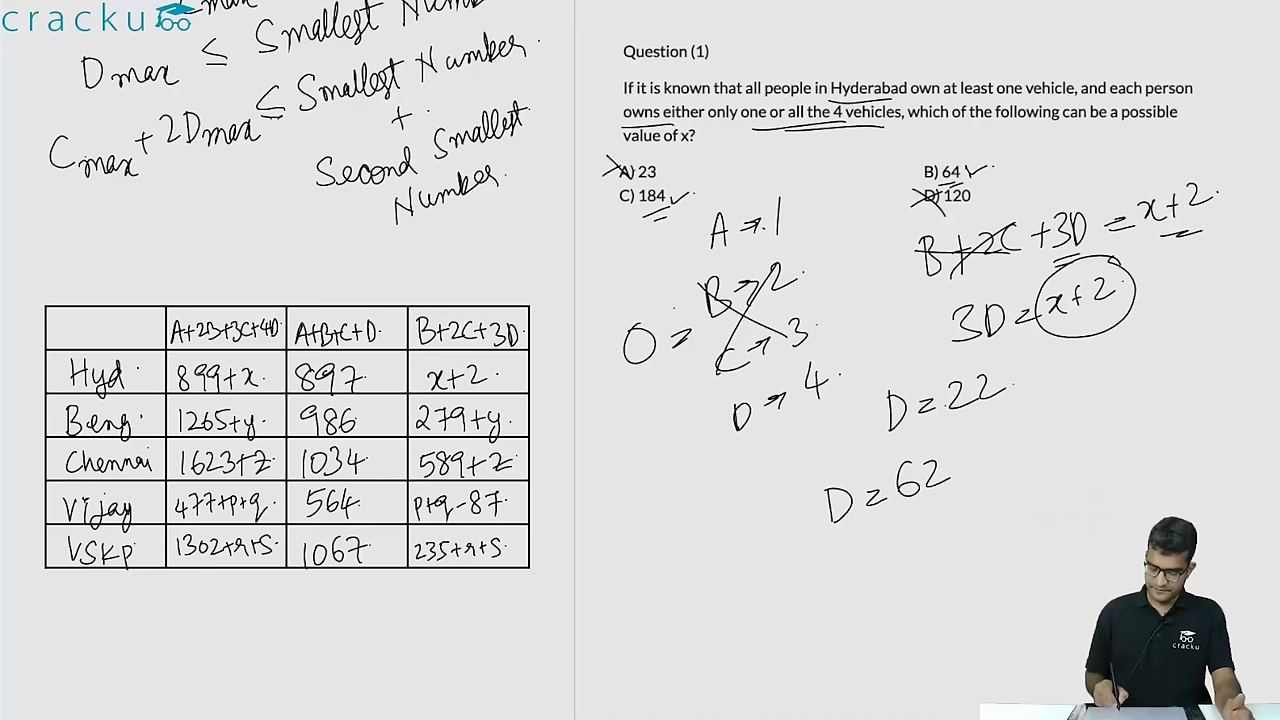 cracku
Dmax ≤ Smallest
Cmax + 2Dmax ≤ Smallest Number
+
Second Smallest
Number.
A+2B+3C+4D A+B+C+D B+2C+3D
Hyd 899+x 897 x+2
Beng 1265+y 986 279+y
Chennai 1623+z 1034 589+z
Vijay 477+p+q 564 p+q-87
VSKP 1302+r+s 1067 235+r+s
Question (1)
If it is known that all people in Hyderabad own at least one vehicle, and each person
owns either only one or all the 4 vehicles, which of the following can be a possible
value of x?
A) 23 B) 64
C) 184 D) 120
A → 1
B → 2
0 =
C → 3
D → 4
B+2C+3D = x+2
3D = x+2
D = 22
D = 62
cracku